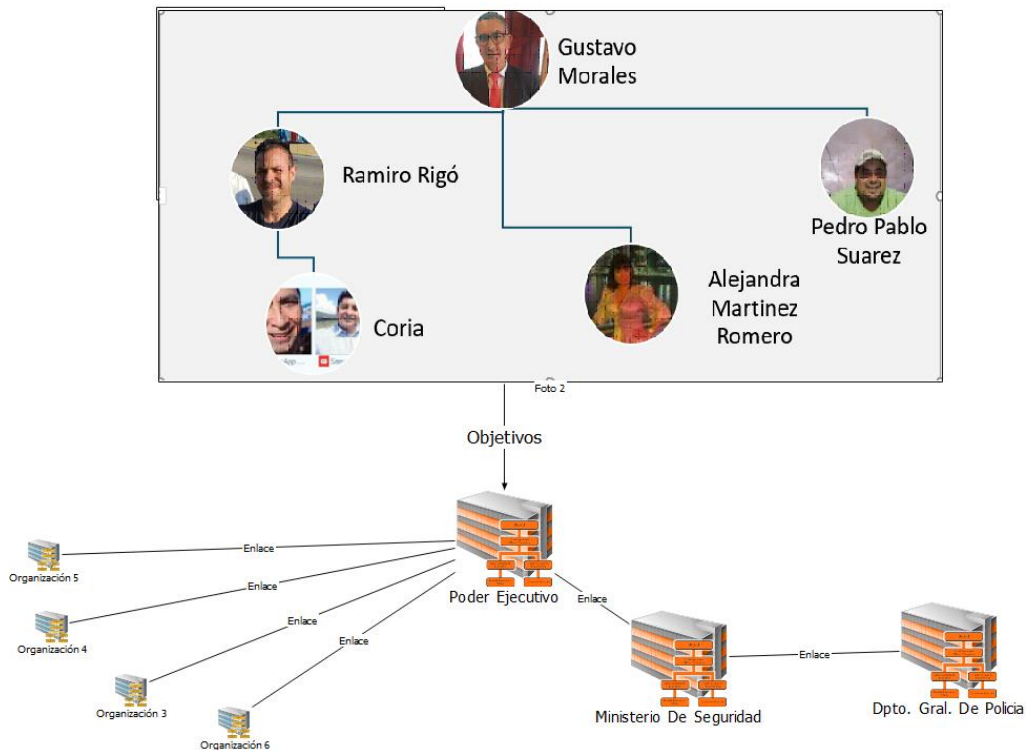 Gustavo
Morales
Ramiro Rigó
Pedro Pablo
Suarez
Coria
Alejandra
Martinez
Romero
Foto 2
Objetivos
Poder Ejecutivo
Enlace
Organización 5
Enlace
Organización 4
Enlace
Organización 3
Enlace
Organización 6
Enlace
Ministerio De Seguridad
Enlace
Dpto. Gral. De Policia